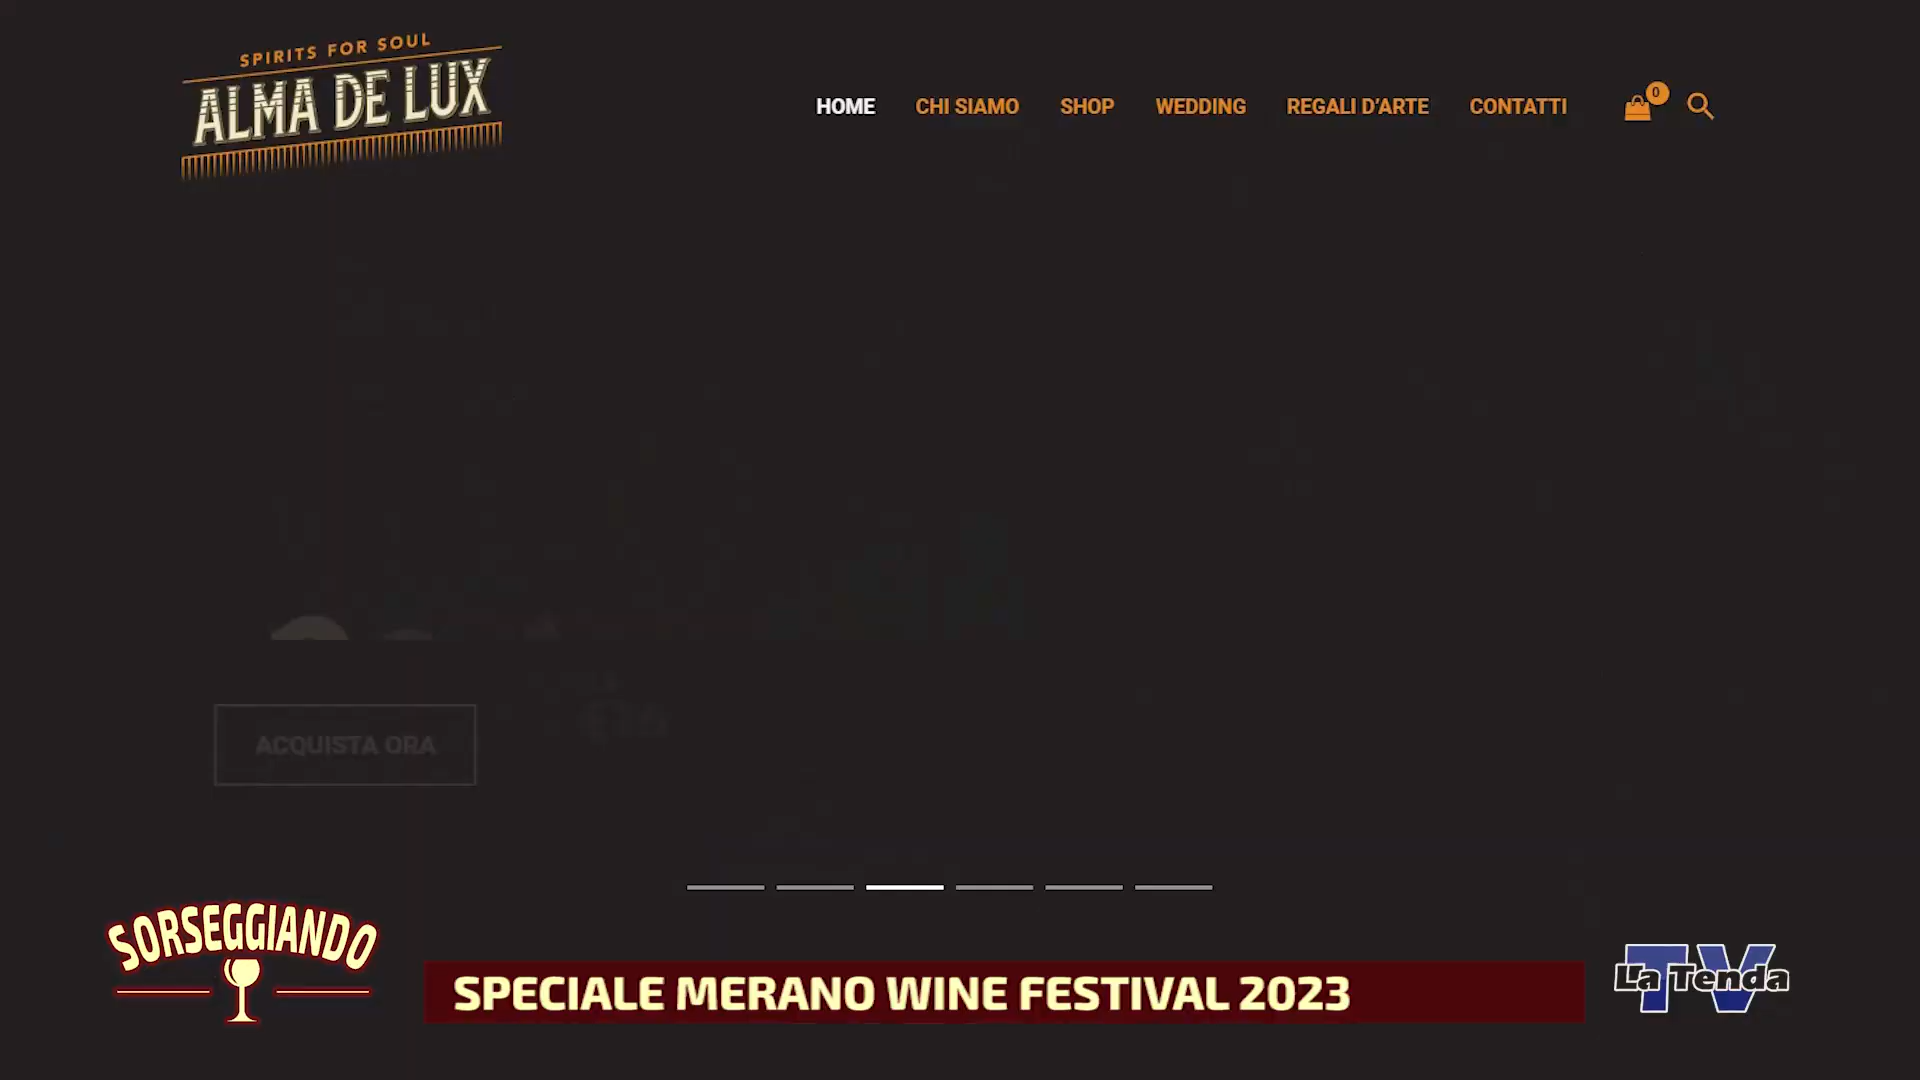 SPIRITS FOR SOUL
ALMA DE LUX
HOME CHI SIAMO SHOP WEDDING REGALI D'ARTE CONTATTI 0
ACQUISTA ORA
SORSEGGIANDO
SPECIALE MERANO WINE FESTIVAL 2023
La Tenda TV